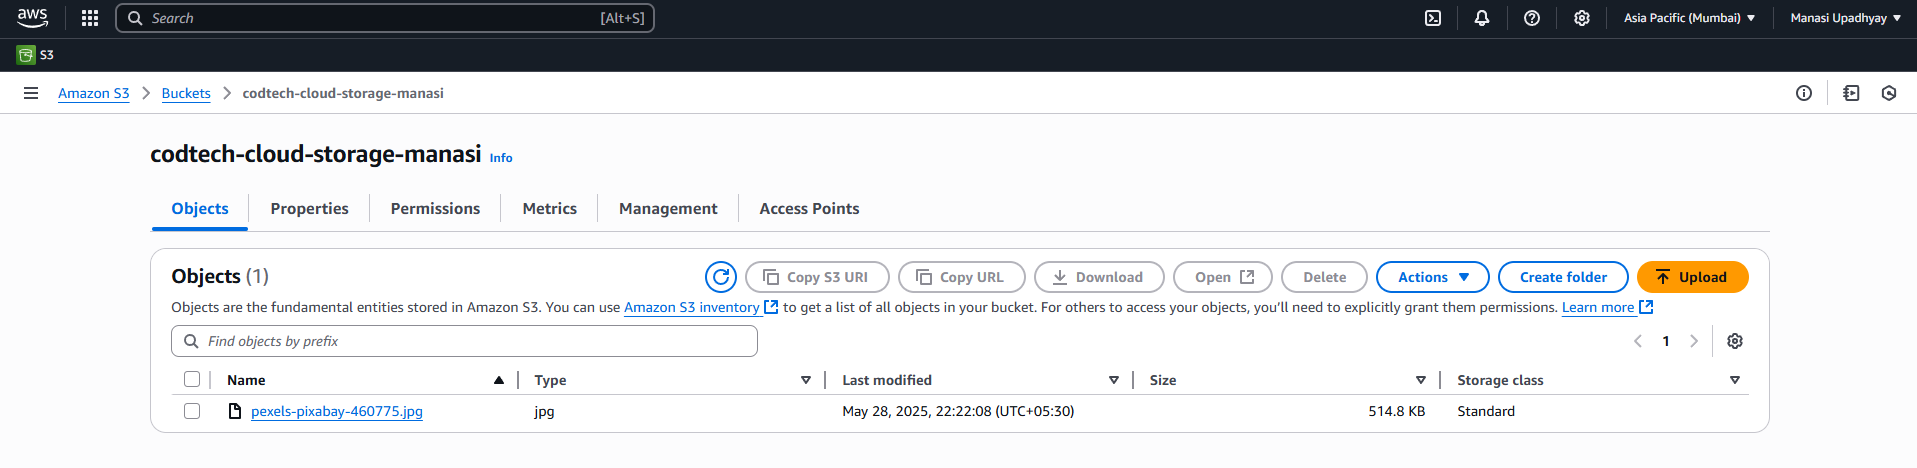 aws Search [Alt+S] Asia Pacific (Mumbai) Manasi Upadhyay
S3
Amazon S3 Buckets codtech-cloud-storage-manasi
codtech-cloud-storage-manasi Info
Objects Properties Permissions Metrics Management Access Points
Objects (1) Copy S3 URI Copy URL Download Open Delete Actions Create folder Upload
Objects are the fundamental entities stored in Amazon S3. You can use Amazon S3 inventory to get a list of all objects in your bucket. For others to access your objects, you’ll need to explicitly grant them permissions. Learn more
Find objects by prefix 1
Name Type Last modified Size Storage class
pexels-pixabay-460775.jpg jpg May 28, 2025, 22:22:08 (UTC+05:30) 514.8 KB Standard